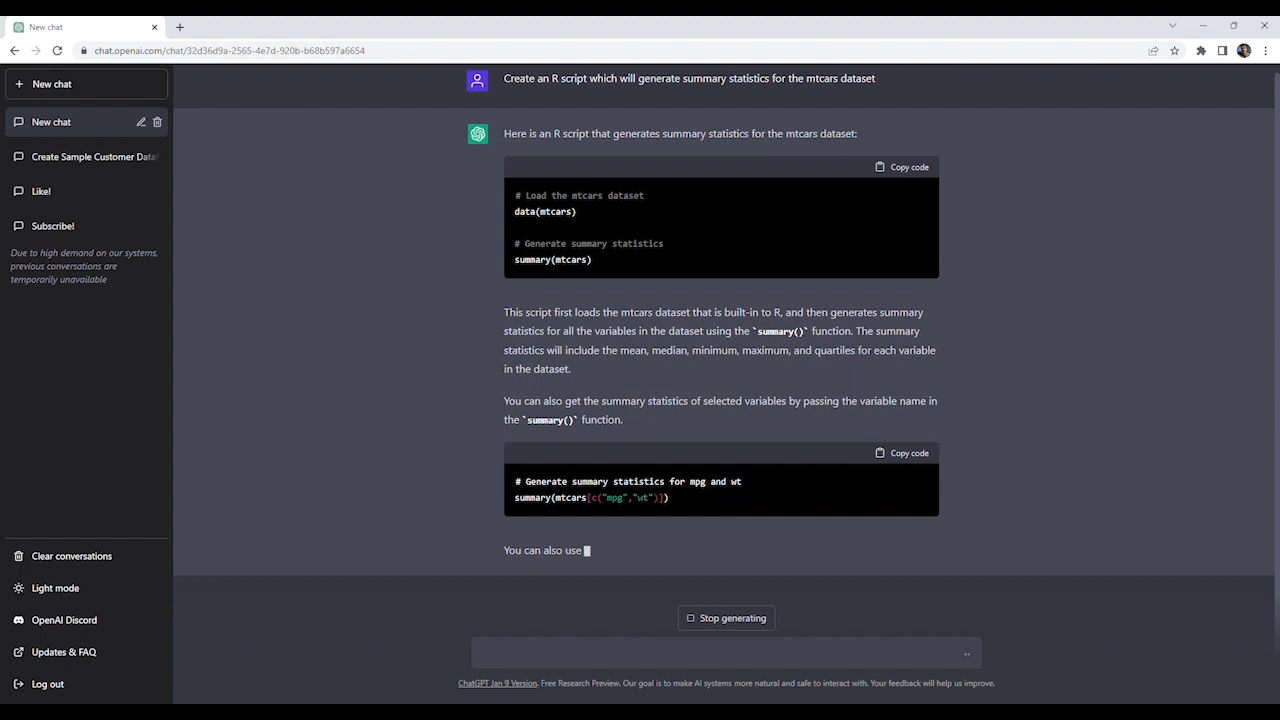 New chat
chat.openai.com/chat/32d36d9a-2565-4e7d-920b-b68b597a6654
New chat
New chat
Create Sample Customer Data
Like!
Subscribe!
Due to high demand on our systems,
previous conversations are
temporarily unavailable
Clear conversations
Light mode
OpenAI Discord
Updates & FAQ
Log out
Create an R script which will generate summary statistics for the mtcars dataset
Here is an R script that generates summary statistics for the mtcars dataset:
Copy code
# Load the mtcars dataset
data(mtcars)
# Generate summary statistics
summary(mtcars)
This script first loads the mtcars dataset that is built-in to R, and then generates summary
statistics for all the variables in the dataset using the `summary()` function. The summary
statistics will include the mean, median, minimum, maximum, and quartiles for each variable
in the dataset.
You can also get the summary statistics of selected variables by passing the variable name in
the `summary()` function.
Copy code
# Generate summary statistics for mpg and wt
summary(mtcars[c("mpg","wt")])
You can also use
Stop generating
ChatGPT Jan 9 Version. Free Research Preview. Our goal is to make AI systems more natural and safe to interact with. Your feedback will help us improve.